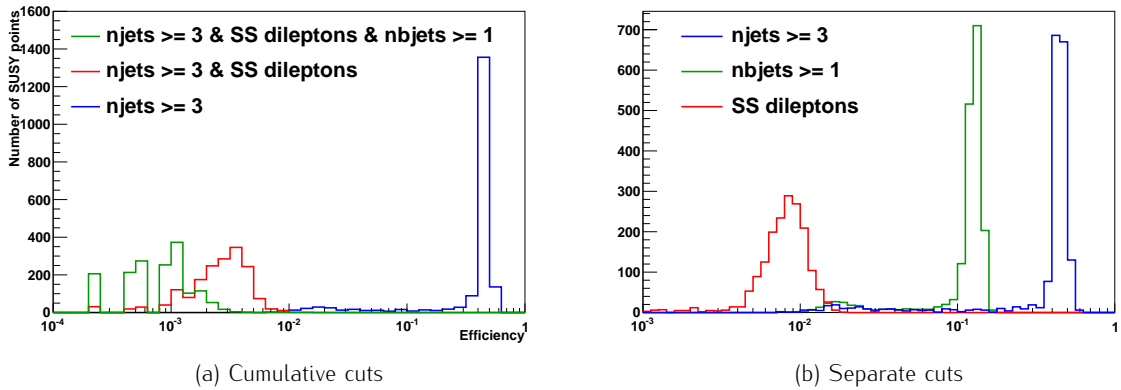 Number of SUSY points
1600
1400
1200
1000
800
600
400
200
0
njets >= 3 & SS dileptons & nbjets >= 1
njets >= 3 & SS dileptons
njets >= 3
10-4
10-3
10-2
10-1
Efficiency
1
(a) Cumulative cuts
700
600
500
400
300
200
100
0
njets >= 3
nbjets >= 1
SS dileptons
10-3
10-2
10-1
1
(b) Separate cuts